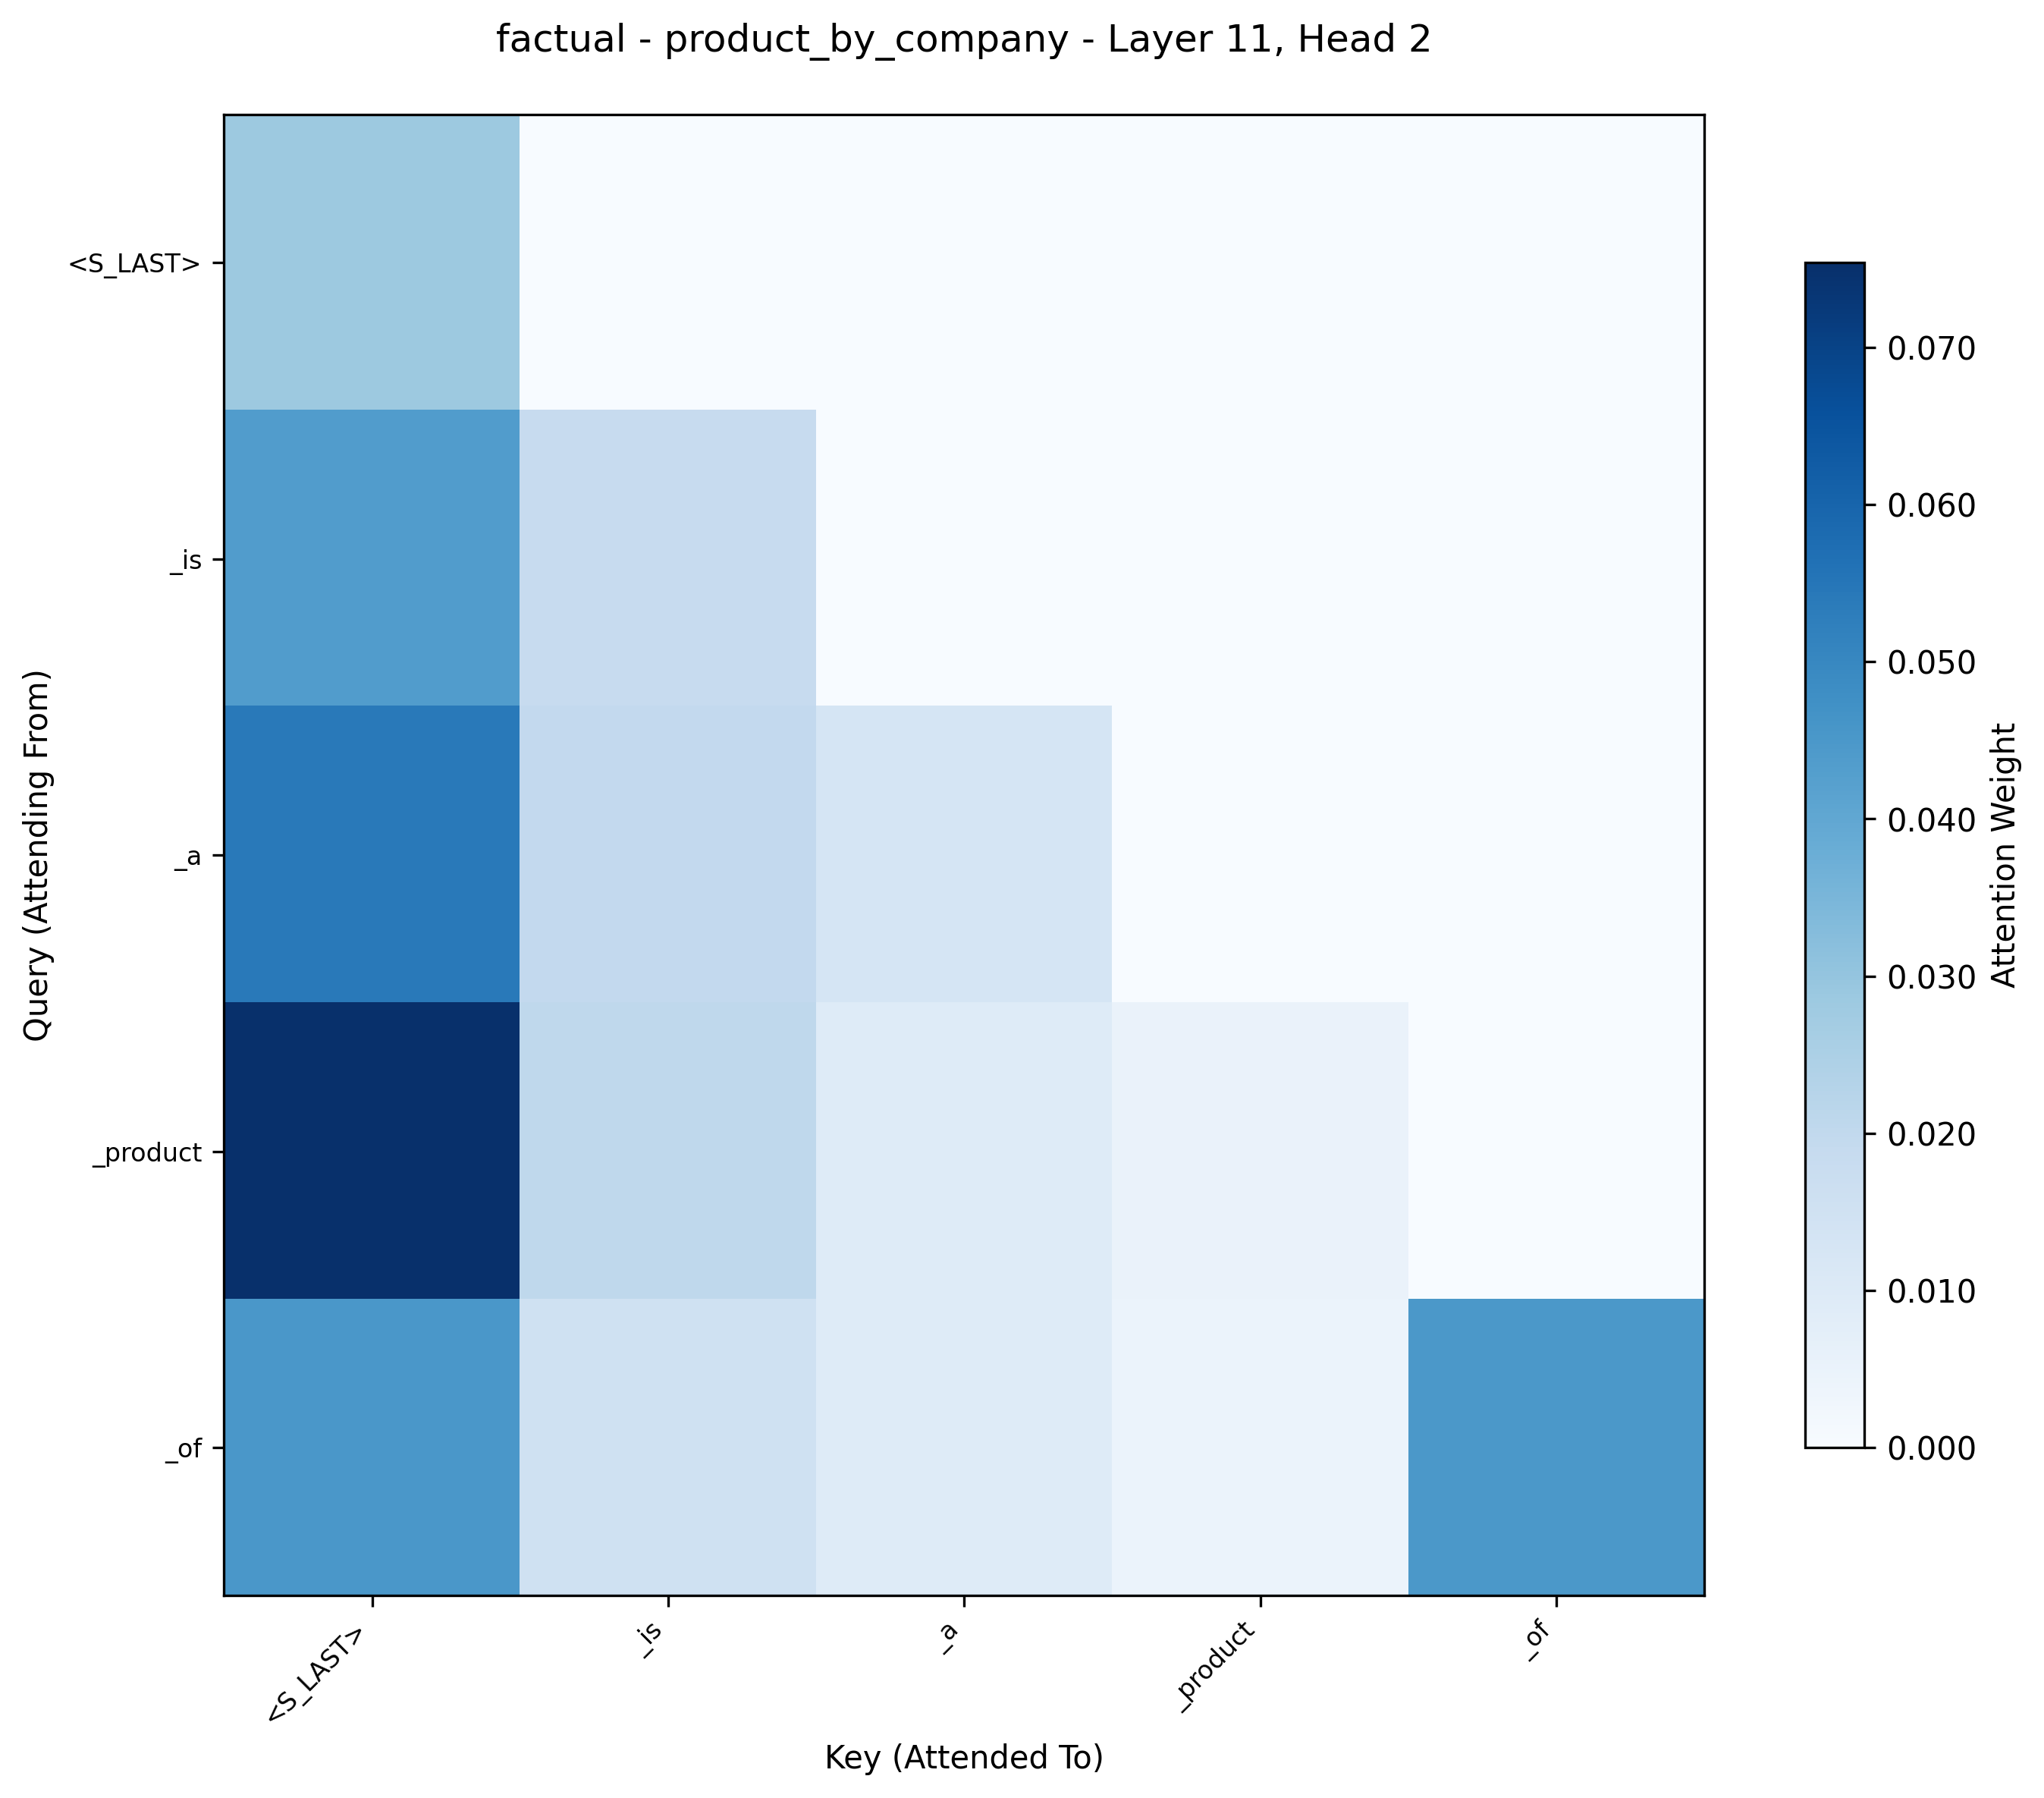 factual - product_by_company - Layer 11, Head 2
Query (Attending From)
<S_LAST>
_is
_a
_product
_of
<S_LAST>
_is
_a
_product
_of
Key (Attended To)
0.070
0.060
0.050
0.040
0.030
0.020
0.010
0.000
Attention Weight